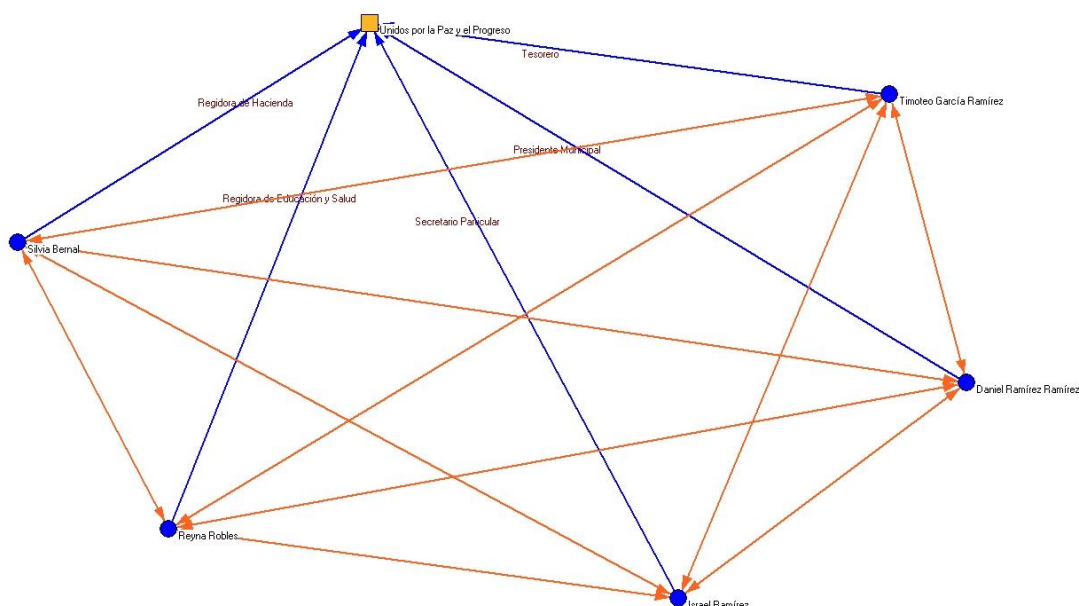 Unidos por la Paz y el Progreso
Tesorero
Timoteo García Ramírez
Regidora de Hacienda
Presidente Municipal
Regidora de Educación y Salud
Secretario Particular
Silvia Bernal
Daniel Ramírez Ramírez
Reyna Robles
Israel Ramírez